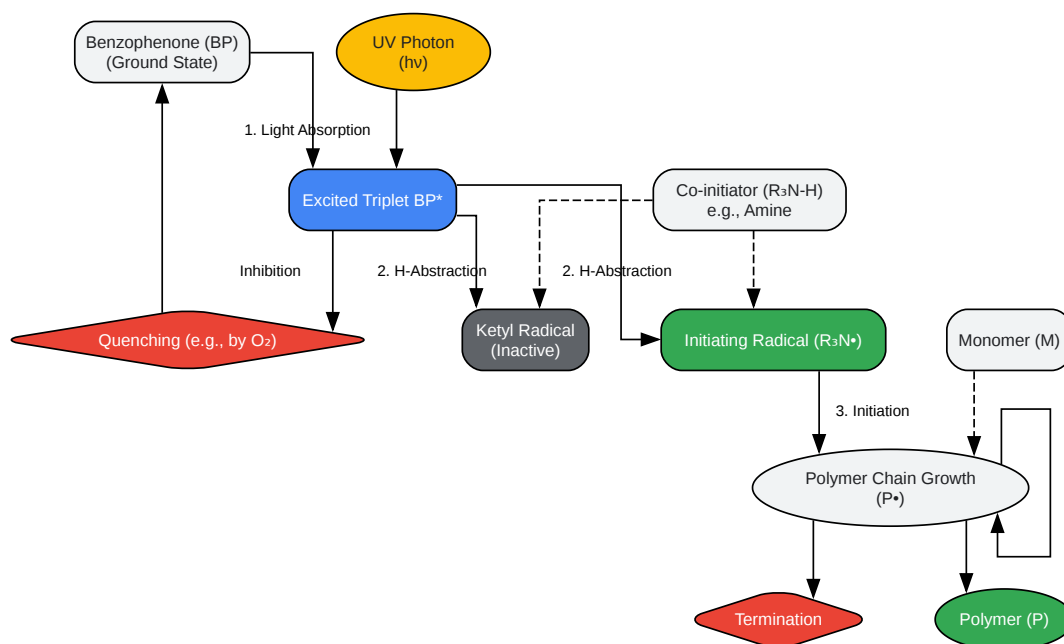 Benzophenone (BP)
(Ground State)
UV Photon
(hν)
1. Light Absorption
Excited Triplet BP*
Co-initiator (R₃N-H)
e.g., Amine
Inhibition
2. H-Abstraction
2. H-Abstraction
Quenching (e.g., by O₂)
Ketyl Radical
(Inactive)
Initiating Radical (R₃N•)
Monomer (M)
3. Initiation
Polymer Chain Growth
(P•)
Termination
Polymer (P)